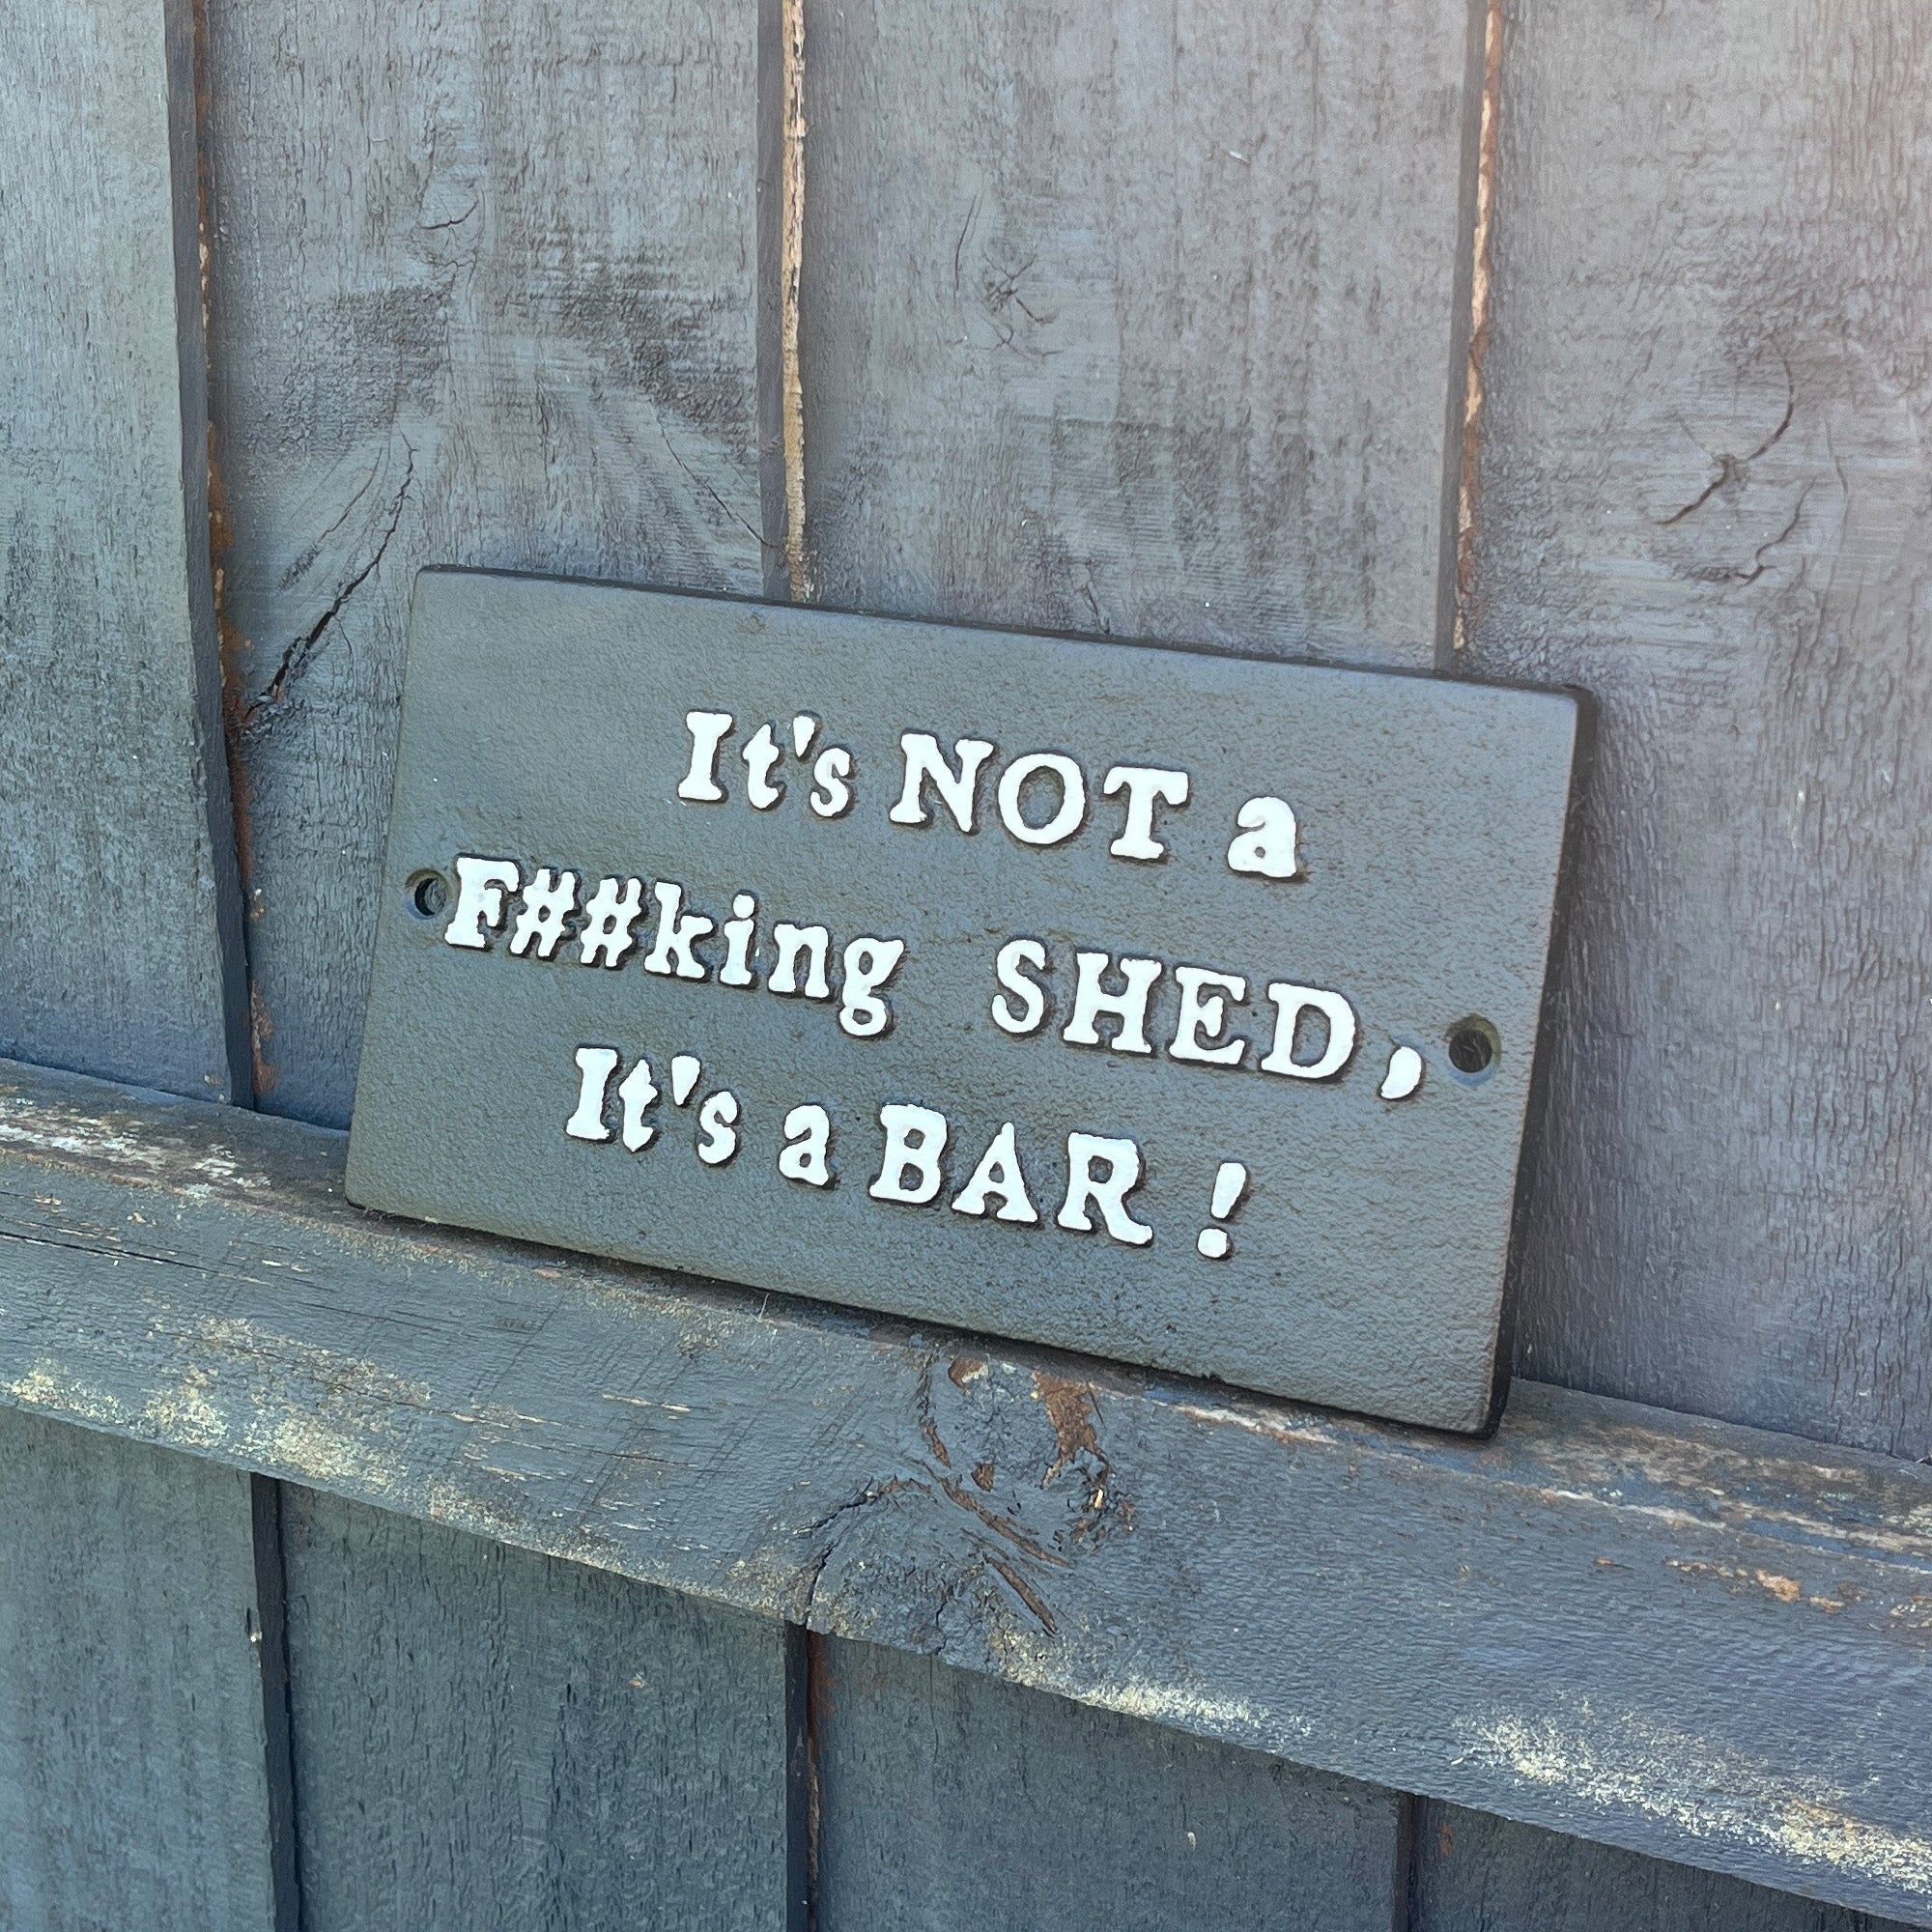 It's NOT a
F##king SHED,
It's a BAR !